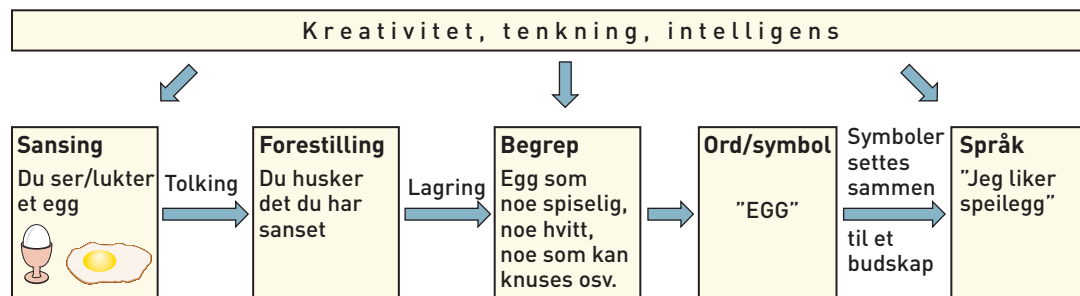 Kreativitet, tenkning, intelligens
Sansing
Du ser/lukter
et egg
Tolking
Forestilling
Du husker
det du har
sanset
Lagring
Begrep
Egg som
noe spiselig,
noe hvitt,
noe som kan
knuses osv.
Ord/symbol
”EGG”
Symboler
settes
sammen
til et
budskap
Språk
”Jeg liker
speilegg”